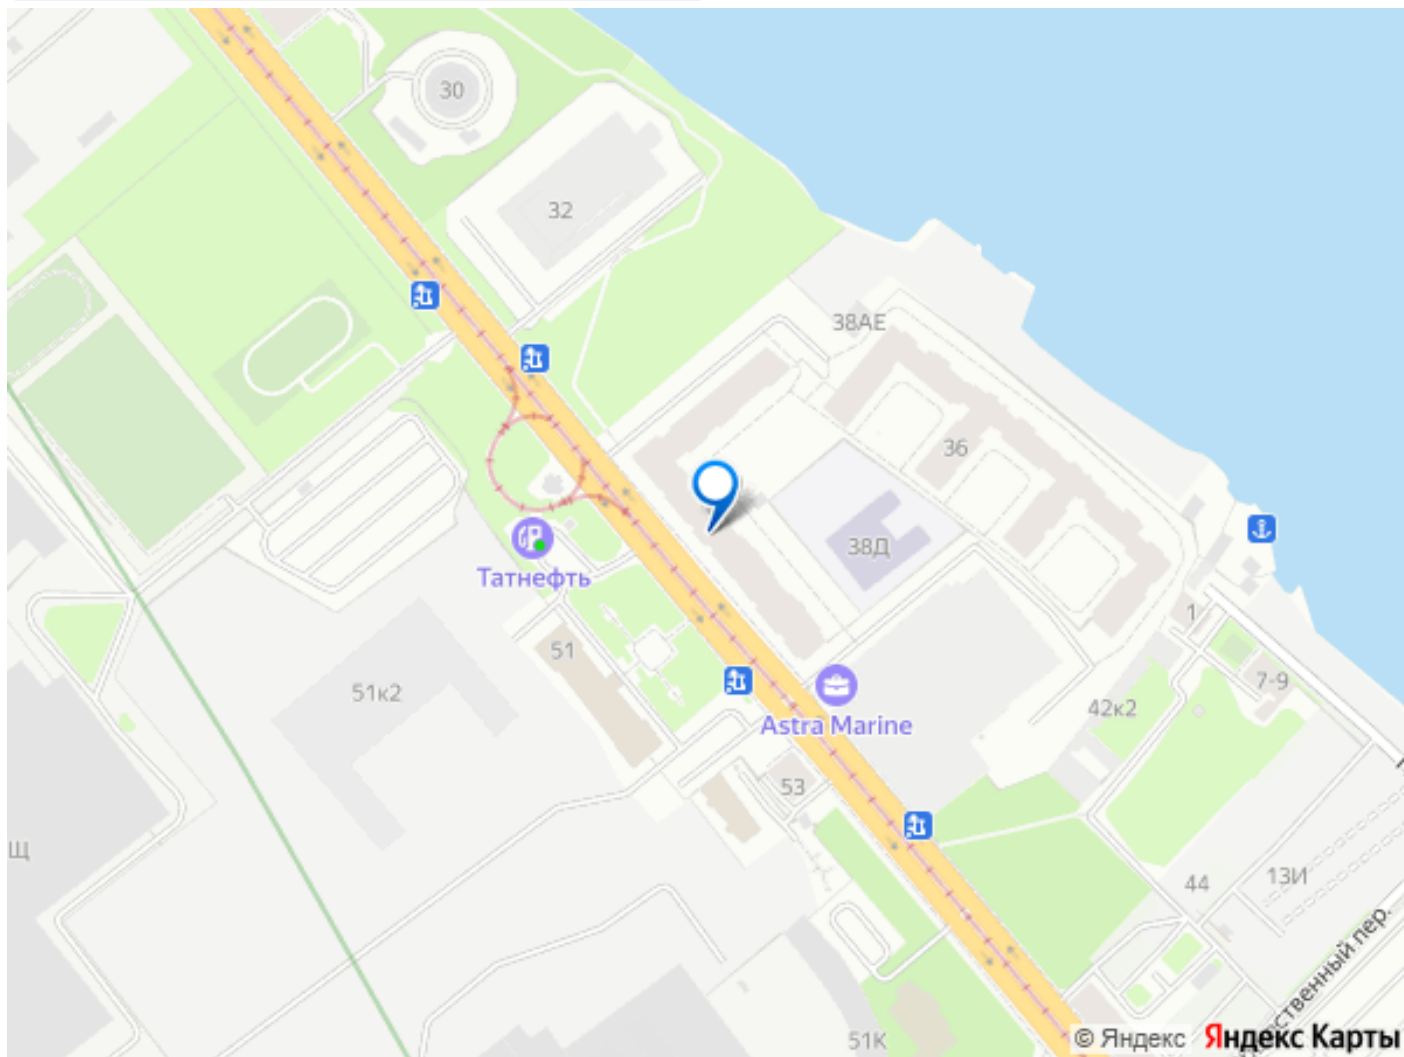 30
32
38АЕ
36
38Д
Татнефть
51
51к2
1
7-9
42к2
Astra Marine
53
Щ
44
13И
ственный пер.
51К
© Яндекс Яндекс Карты